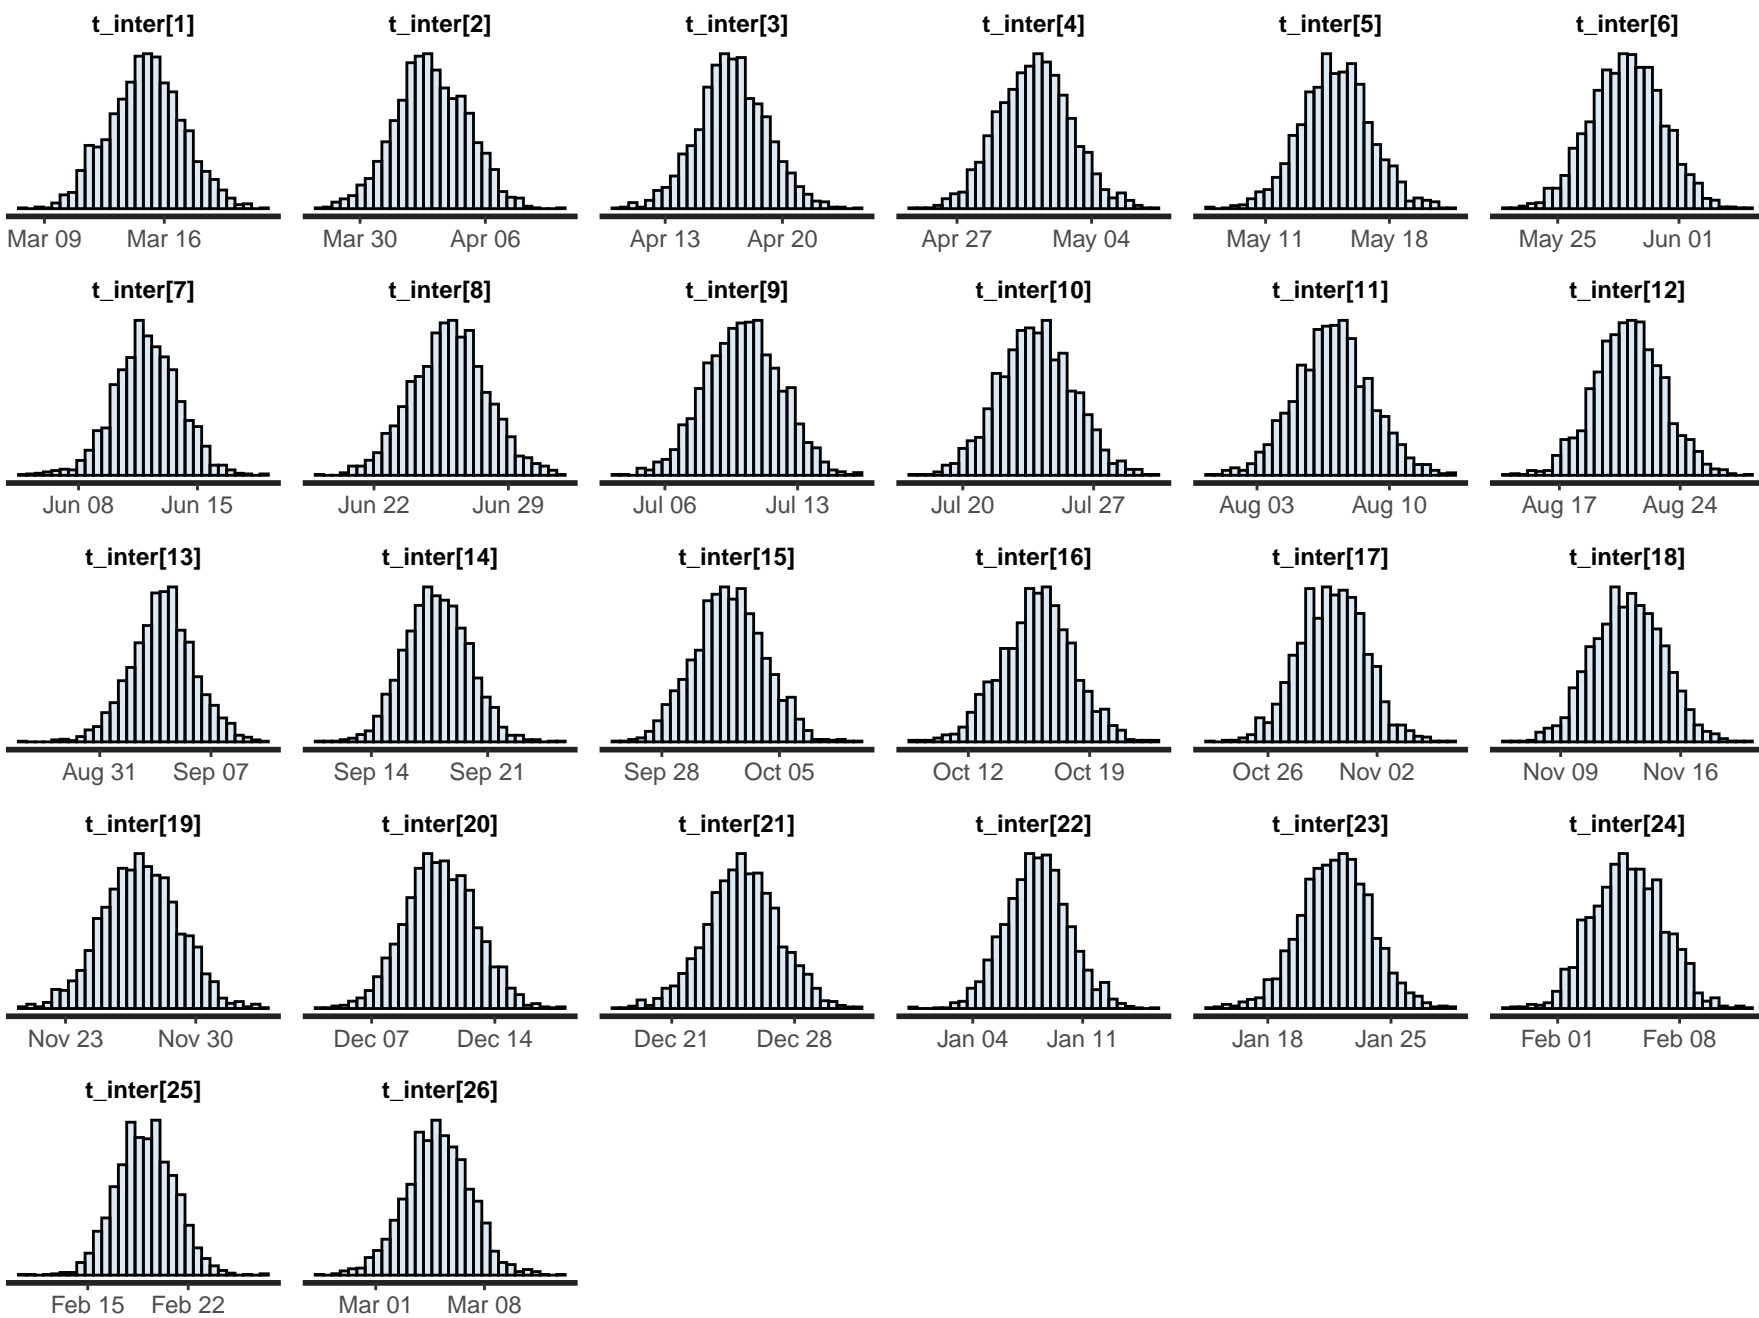 t_inter[1] t_inter[2] t_inter[3] t_inter[4] t_inter[5] t_inter[6]
Mar 09 Mar 16 Mar 30 Apr 06 Apr 13 Apr 20 Apr 27 May 04 May 11 May 18 May 25 Jun 01
t_inter[7] t_inter[8] t_inter[9] t_inter[10] t_inter[11] t_inter[12]
Jun 08 Jun 15 Jun 22 Jun 29 Jul 06 Jul 13 Jul 20 Jul 27 Aug 03 Aug 10 Aug 17 Aug 24
t_inter[13] t_inter[14] t_inter[15] t_inter[16] t_inter[17] t_inter[18]
Aug 31 Sep 07 Sep 14 Sep 21 Sep 28 Oct 05 Oct 12 Oct 19 Oct 26 Nov 02 Nov 09 Nov 16
t_inter[19] t_inter[20] t_inter[21] t_inter[22] t_inter[23] t_inter[24]
Nov 23 Nov 30 Dec 07 Dec 14 Dec 21 Dec 28 Jan 04 Jan 11 Jan 18 Jan 25 Feb 01 Feb 08
t_inter[25] t_inter[26]
Feb 15 Feb 22 Mar 01 Mar 08